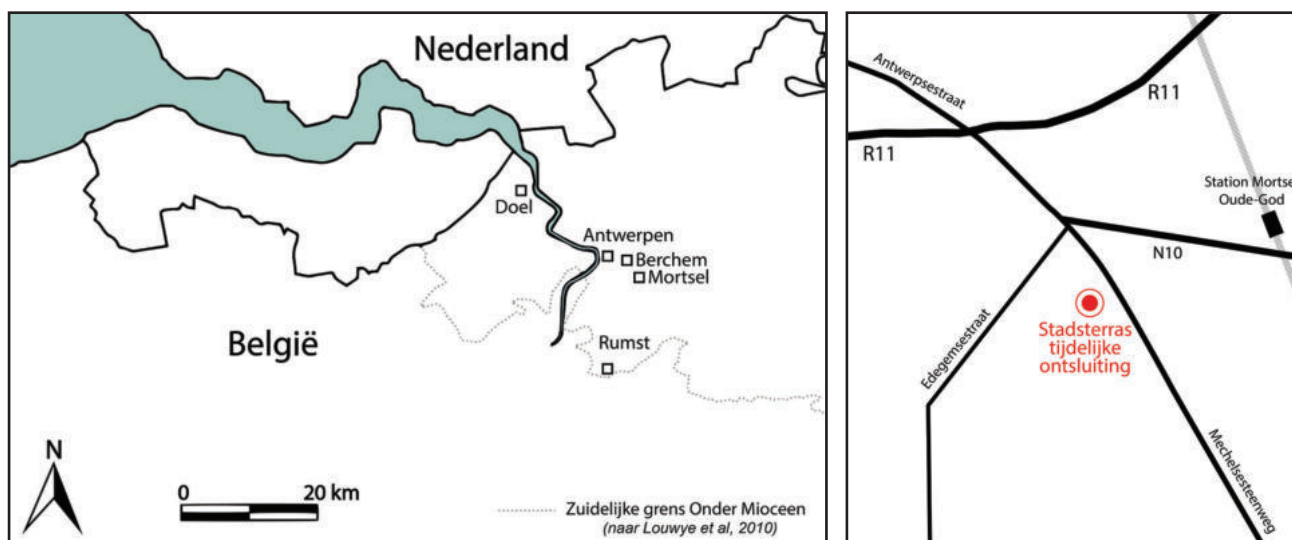 Nederland
Doel
Antwerpen
Berchem
Mortsel
België
Rumst
N
0 20 km
Zuidelijke grens Onder Mioceen
(naar Louwye et al, 2010)
Antwerpsestraat
R11
R11
Station Mortse
Oude-God
N10
Edegemsestraat
Stadsterras
tijdelijke
ontsluiting
Mechelsesteenweg